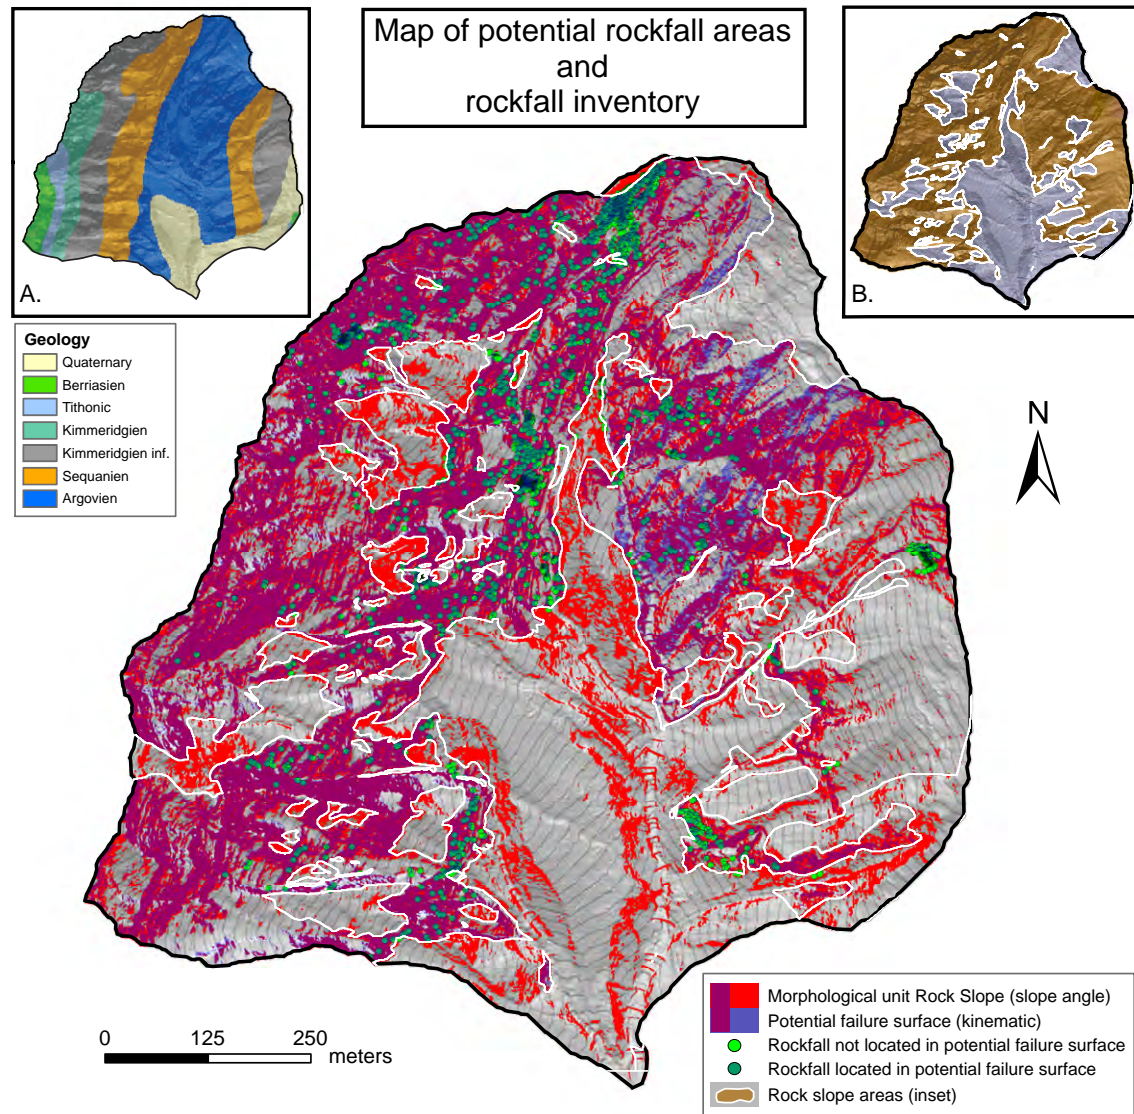 Map of potential rockfall areas
and
rockfall inventory
A.
B.
Geology
Quaternary
Berriasien
Tithonic
Kimmeridgien
Kimmeridgien inf.
Sequanien
Argovien
N
0 125 250
meters
Morphological unit Rock Slope (slope angle)
Potential failure surface (kinematic)
Rockfall not located in potential failure surface
Rockfall located in potential failure surface
Rock slope areas (inset)